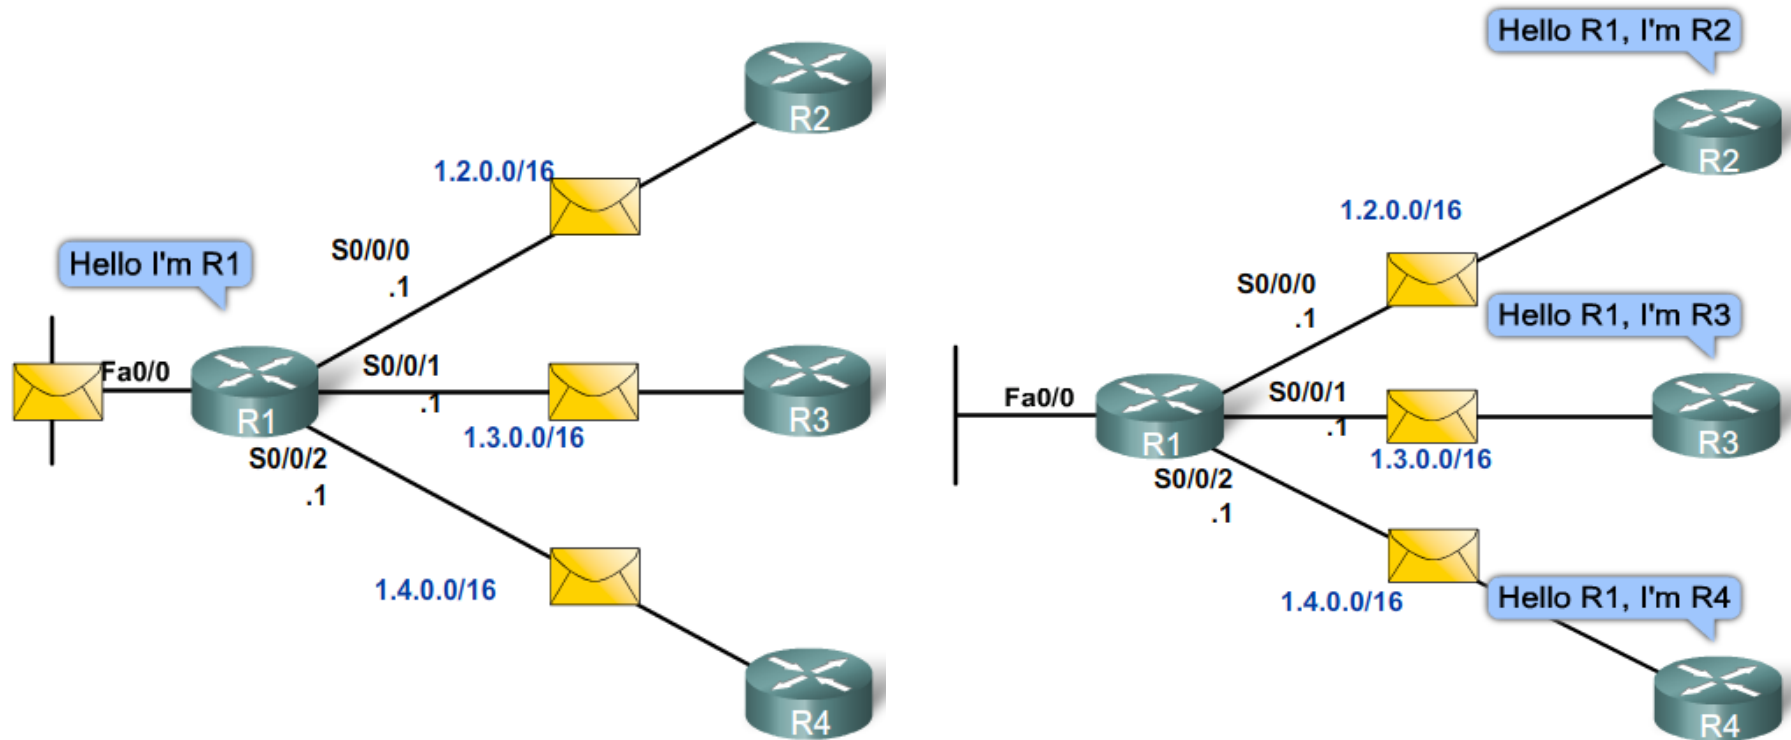 R2
1.2.0.0/16
S0/0/0
.1
Hello I'm R1
Fa0/0
R1
S0/0/1
.1
R3
1.3.0.0/16
S0/0/2
.1
1.4.0.0/16
R4
Hello R1, I'm R2
R2
1.2.0.0/16
S0/0/0
.1
Hello R1, I'm R3
Fa0/0
R1
S0/0/1
.1
R3
1.3.0.0/16
S0/0/2
.1
1.4.0.0/16
Hello R1, I'm R4
R4